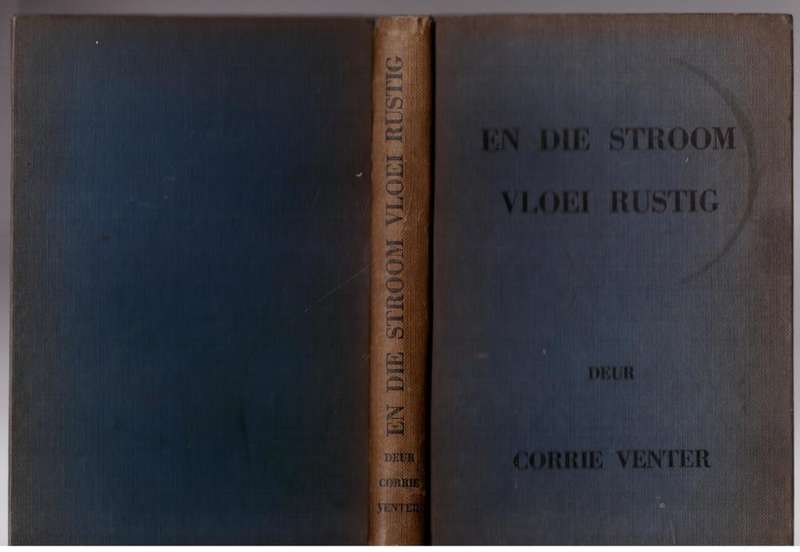 EN DIE STROOM VLOEI RUSTIG
DEUR
CORRIE
VENTER
EN DIE STROOM
VLOEI RUSTIG
DEUR
CORRIE VENTER